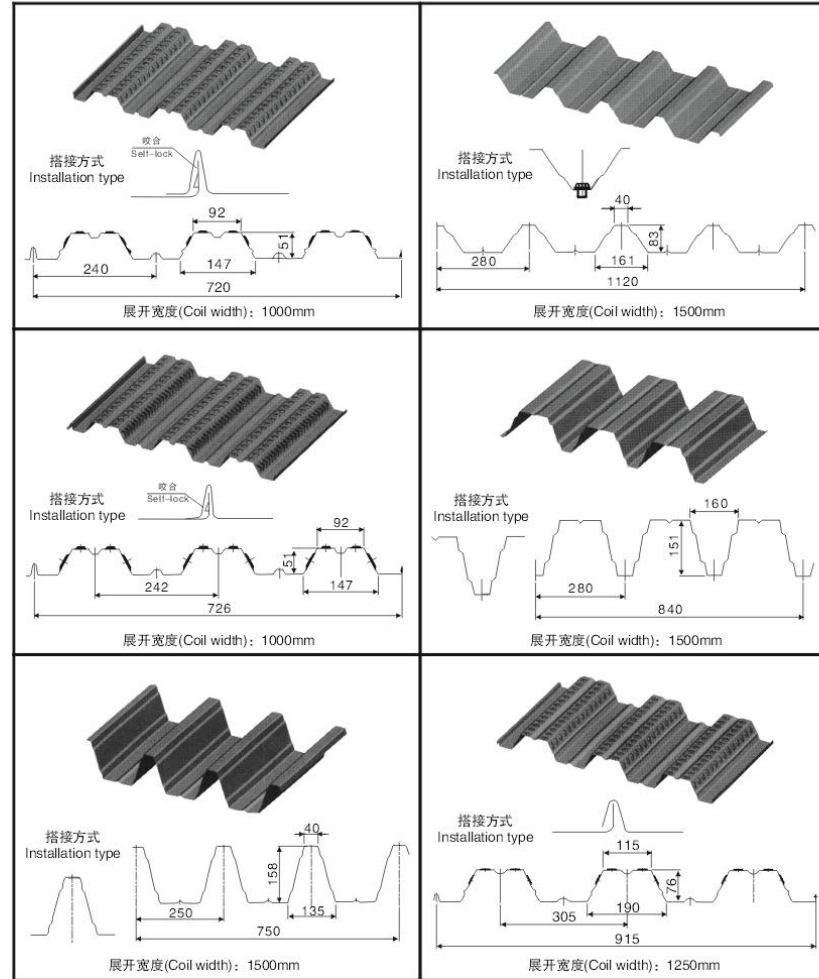 咬合
Self-lock
搭接方式
Installation type
92
51
240
147
720
展开宽度(Coil width)：1000mm
搭接方式
Installation type
40
83
280
161
1120
展开宽度(Coil width)：1500mm
咬合
Self-lock
搭接方式
Installation type
92
51
242
147
726
展开宽度(Coil width)：1000mm
搭接方式
Installation type
160
151
280
840
展开宽度(Coil width)：1500mm
搭接方式
Installation type
40
158
250
135
750
展开宽度(Coil width)：1500mm
搭接方式
Installation type
115
76
190
305
915
展开宽度(Coil width)：1250mm